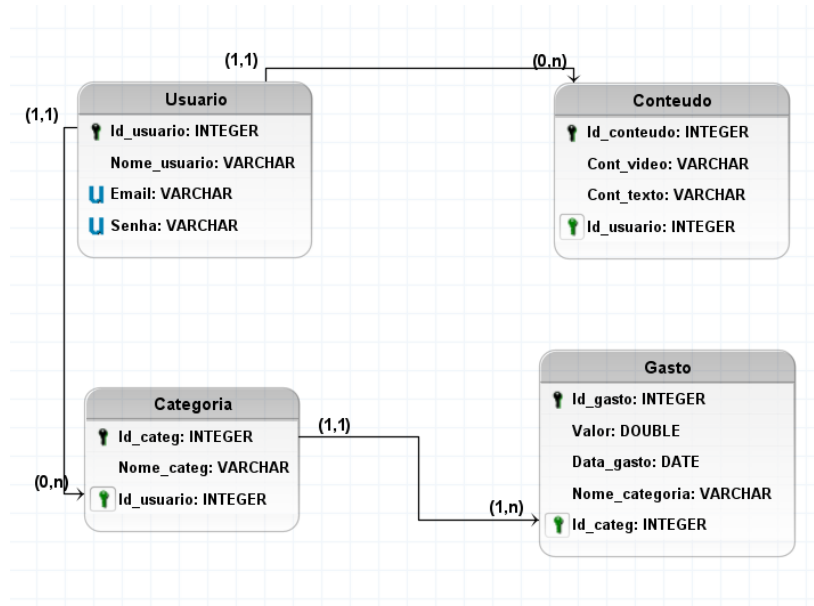 (1,1)
(0,n)
Usuario
Id_usuario: INTEGER
Nome_usuario: VARCHAR
U Email: VARCHAR
U Senha: VARCHAR
Conteudo
Id_conteudo: INTEGER
Cont_video: VARCHAR
Cont_texto: VARCHAR
Id_usuario: INTEGER
(1,1)
(0,n)
Categoria
Id_categ: INTEGER
Nome_categ: VARCHAR
Id_usuario: INTEGER
(1,1)
(1,n)
Gasto
Id_gasto: INTEGER
Valor: DOUBLE
Data_gasto: DATE
Nome_categoria: VARCHAR
Id_categ: INTEGER